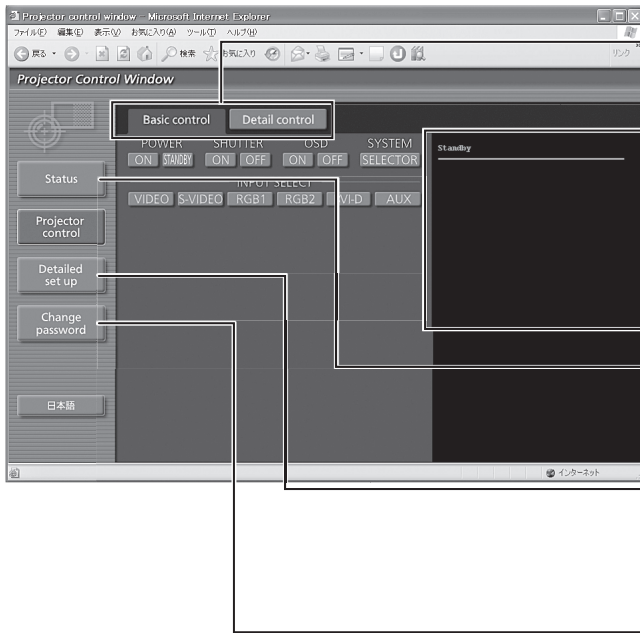 Projector control window - Microsoft Internet Explorer
ファイル(F) 編集(E) 表示(V) お気に入り(A) ツール(T) ヘルプ(H)
戻る 検索 お気に入り リンク
Projector Control Window
Basic control Detail control
POWER SHUTTER OSD SYSTEM
ON STANDBY ON OFF ON OFF SELECTOR
INPUT SELECT
VIDEO S-VIDEO RGB1 RGB2 AUX
Standby
Status
Projector
control
Detailed
set up
Change
password
日本語
インターネット